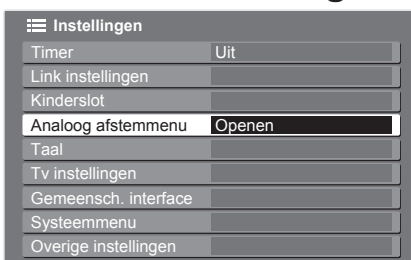 Instellingen
Timer Uit
Link instellingen
Kinderslot
Analoog afstemmenu Openen
Taal
Tv instellingen
Gemeensch. interface
Systeemmenu
Overige instellingen